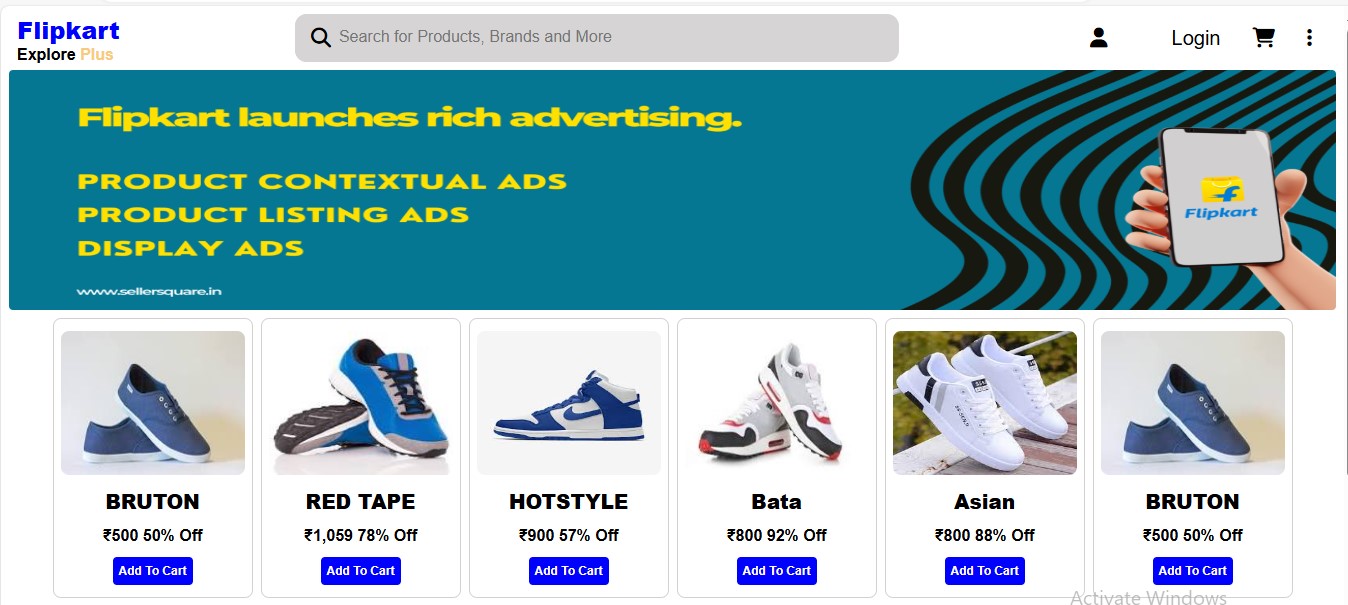 Flipkart
Explore Plus
Search for Products, Brands and More
Login
Flipkart launches rich advertising.
PRODUCT CONTEXTUAL ADS
PRODUCT LISTING ADS
DISPLAY ADS
www.sellersquare.in
Flipkart
BRUTON
₹500 50% Off
Add To Cart
RED TAPE
₹1,059 78% Off
Add To Cart
HOTSTYLE
₹900 57% Off
Add To Cart
Bata
₹800 92% Off
Add To Cart
Asian
₹800 88% Off
Add To Cart
BRUTON
₹500 50% Off
Add To Cart
Activate Windows